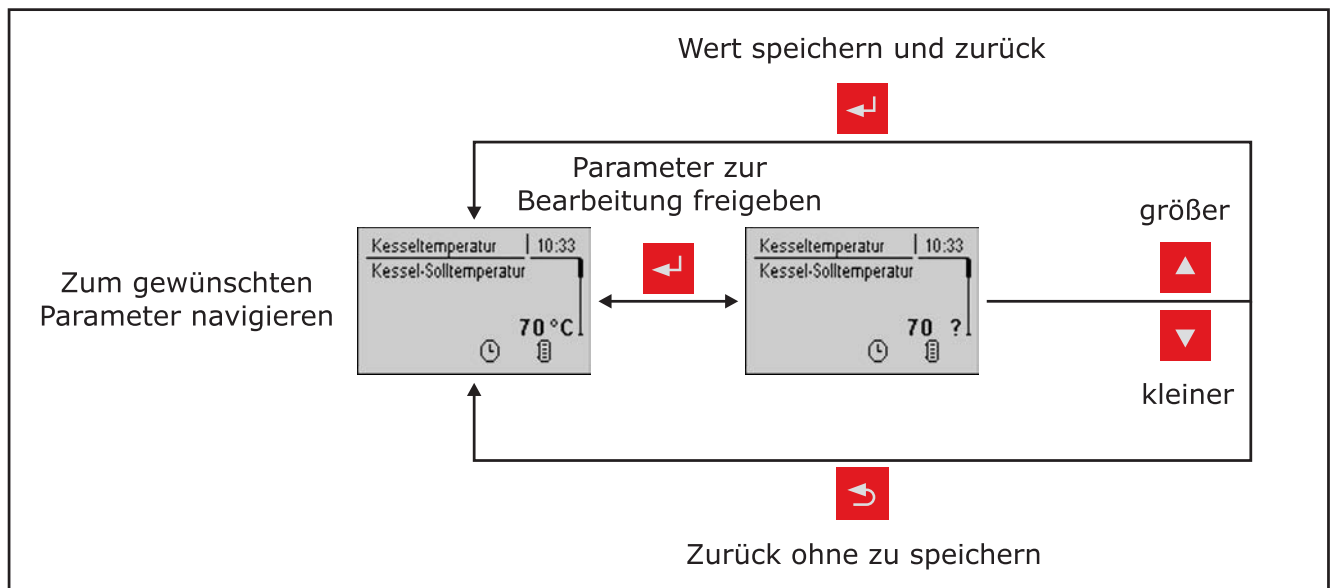 Wert speichern und zurück
Parameter zur
Bearbeitung freigeben
größer
Zum gewünschten
Parameter navigieren
Kesseltemperatur 10:33
Kessel-Solltemperatur
70 °C
Kesseltemperatur 10:33
Kessel-Solltemperatur
70 ?
kleiner
Zurück ohne zu speichern